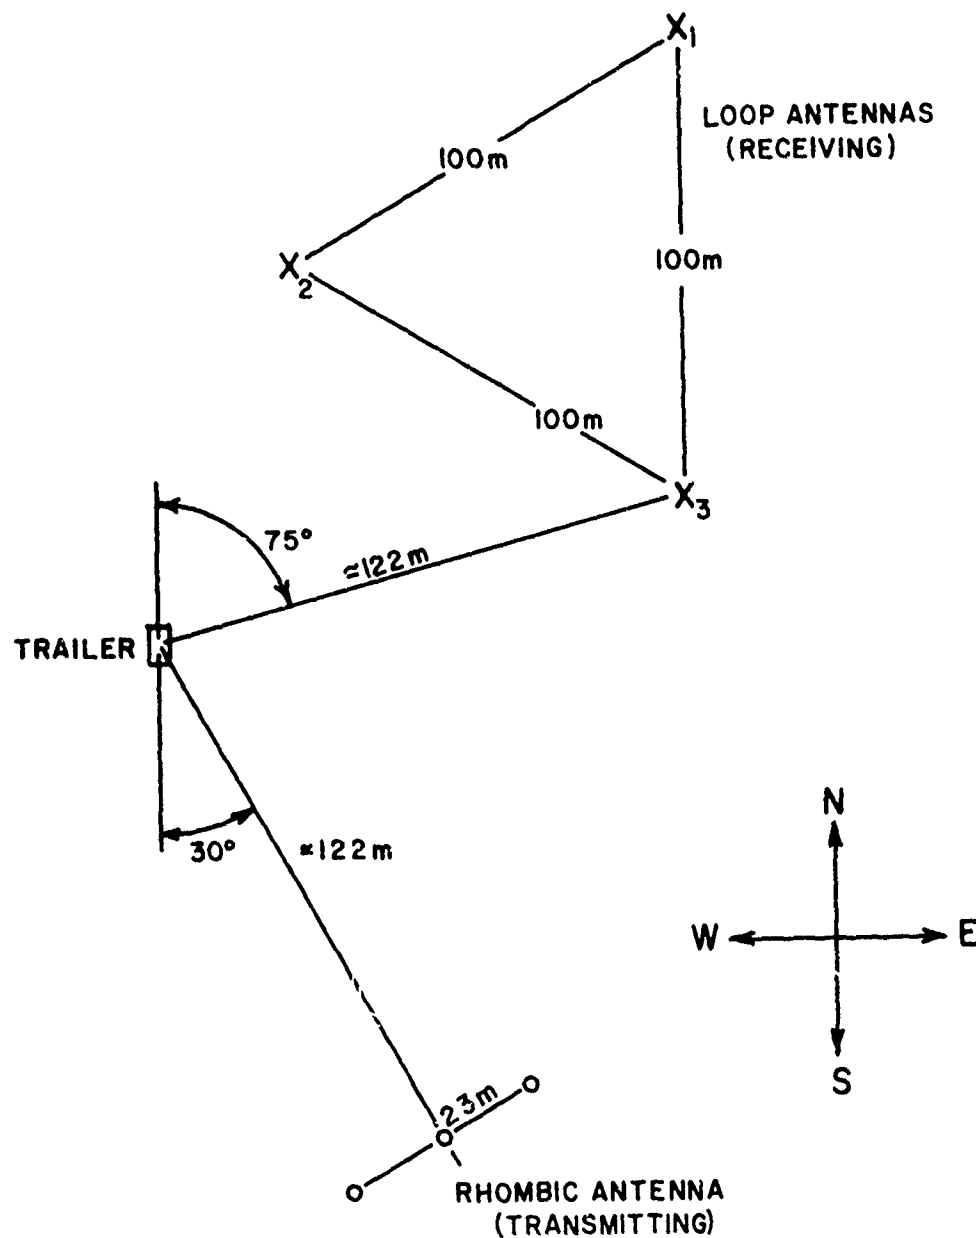 X1
LOOP ANTENNAS
(RECEIVING)
100m
100m
X2
100m
X3
75°
≃122m
TRAILER
30°
≈122m
N
W
E
S
23m
RHOMBIC ANTENNA
(TRANSMITTING)